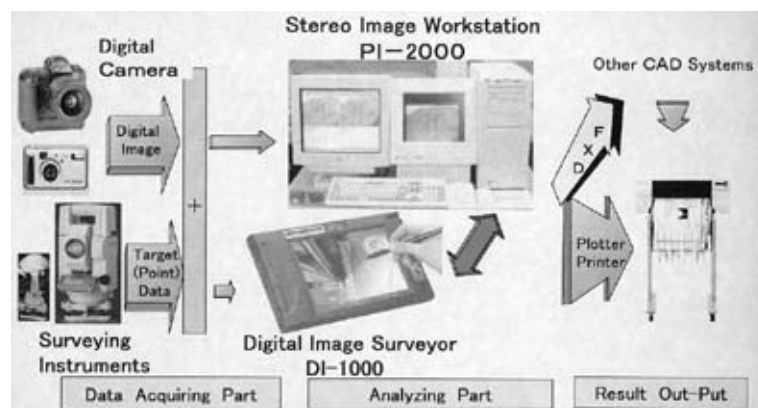 Stereo Image Workstation
PI-2000
Digital
Camera
Other CAD Systems
Digital
Image
F
X
D
+
Target
(Point)
Data
Plotter
Printer
Surveying
Instruments
Digital Image Surveyor
DI-1000
Data Acquiring Part
Analyzing Part
Result Out-Put